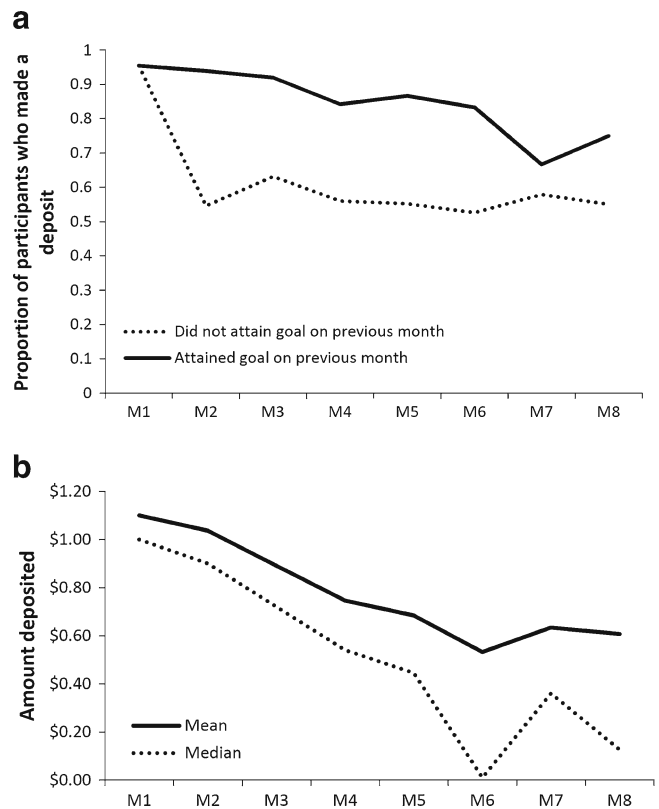 a
Proportion of participants who made a
deposit
1
0.9
0.8
0.7
0.6
0.5
0.4
0.3
0.2
0.1
0
Did not attain goal on previous month
Attained goal on previous month
M1 M2 M3 M4 M5 M6 M7 M8
b
Amount deposited
$1.20
$1.00
$0.80
$0.60
$0.40
$0.20
$0.00
Mean
Median
M1 M2 M3 M4 M5 M6 M7 M8